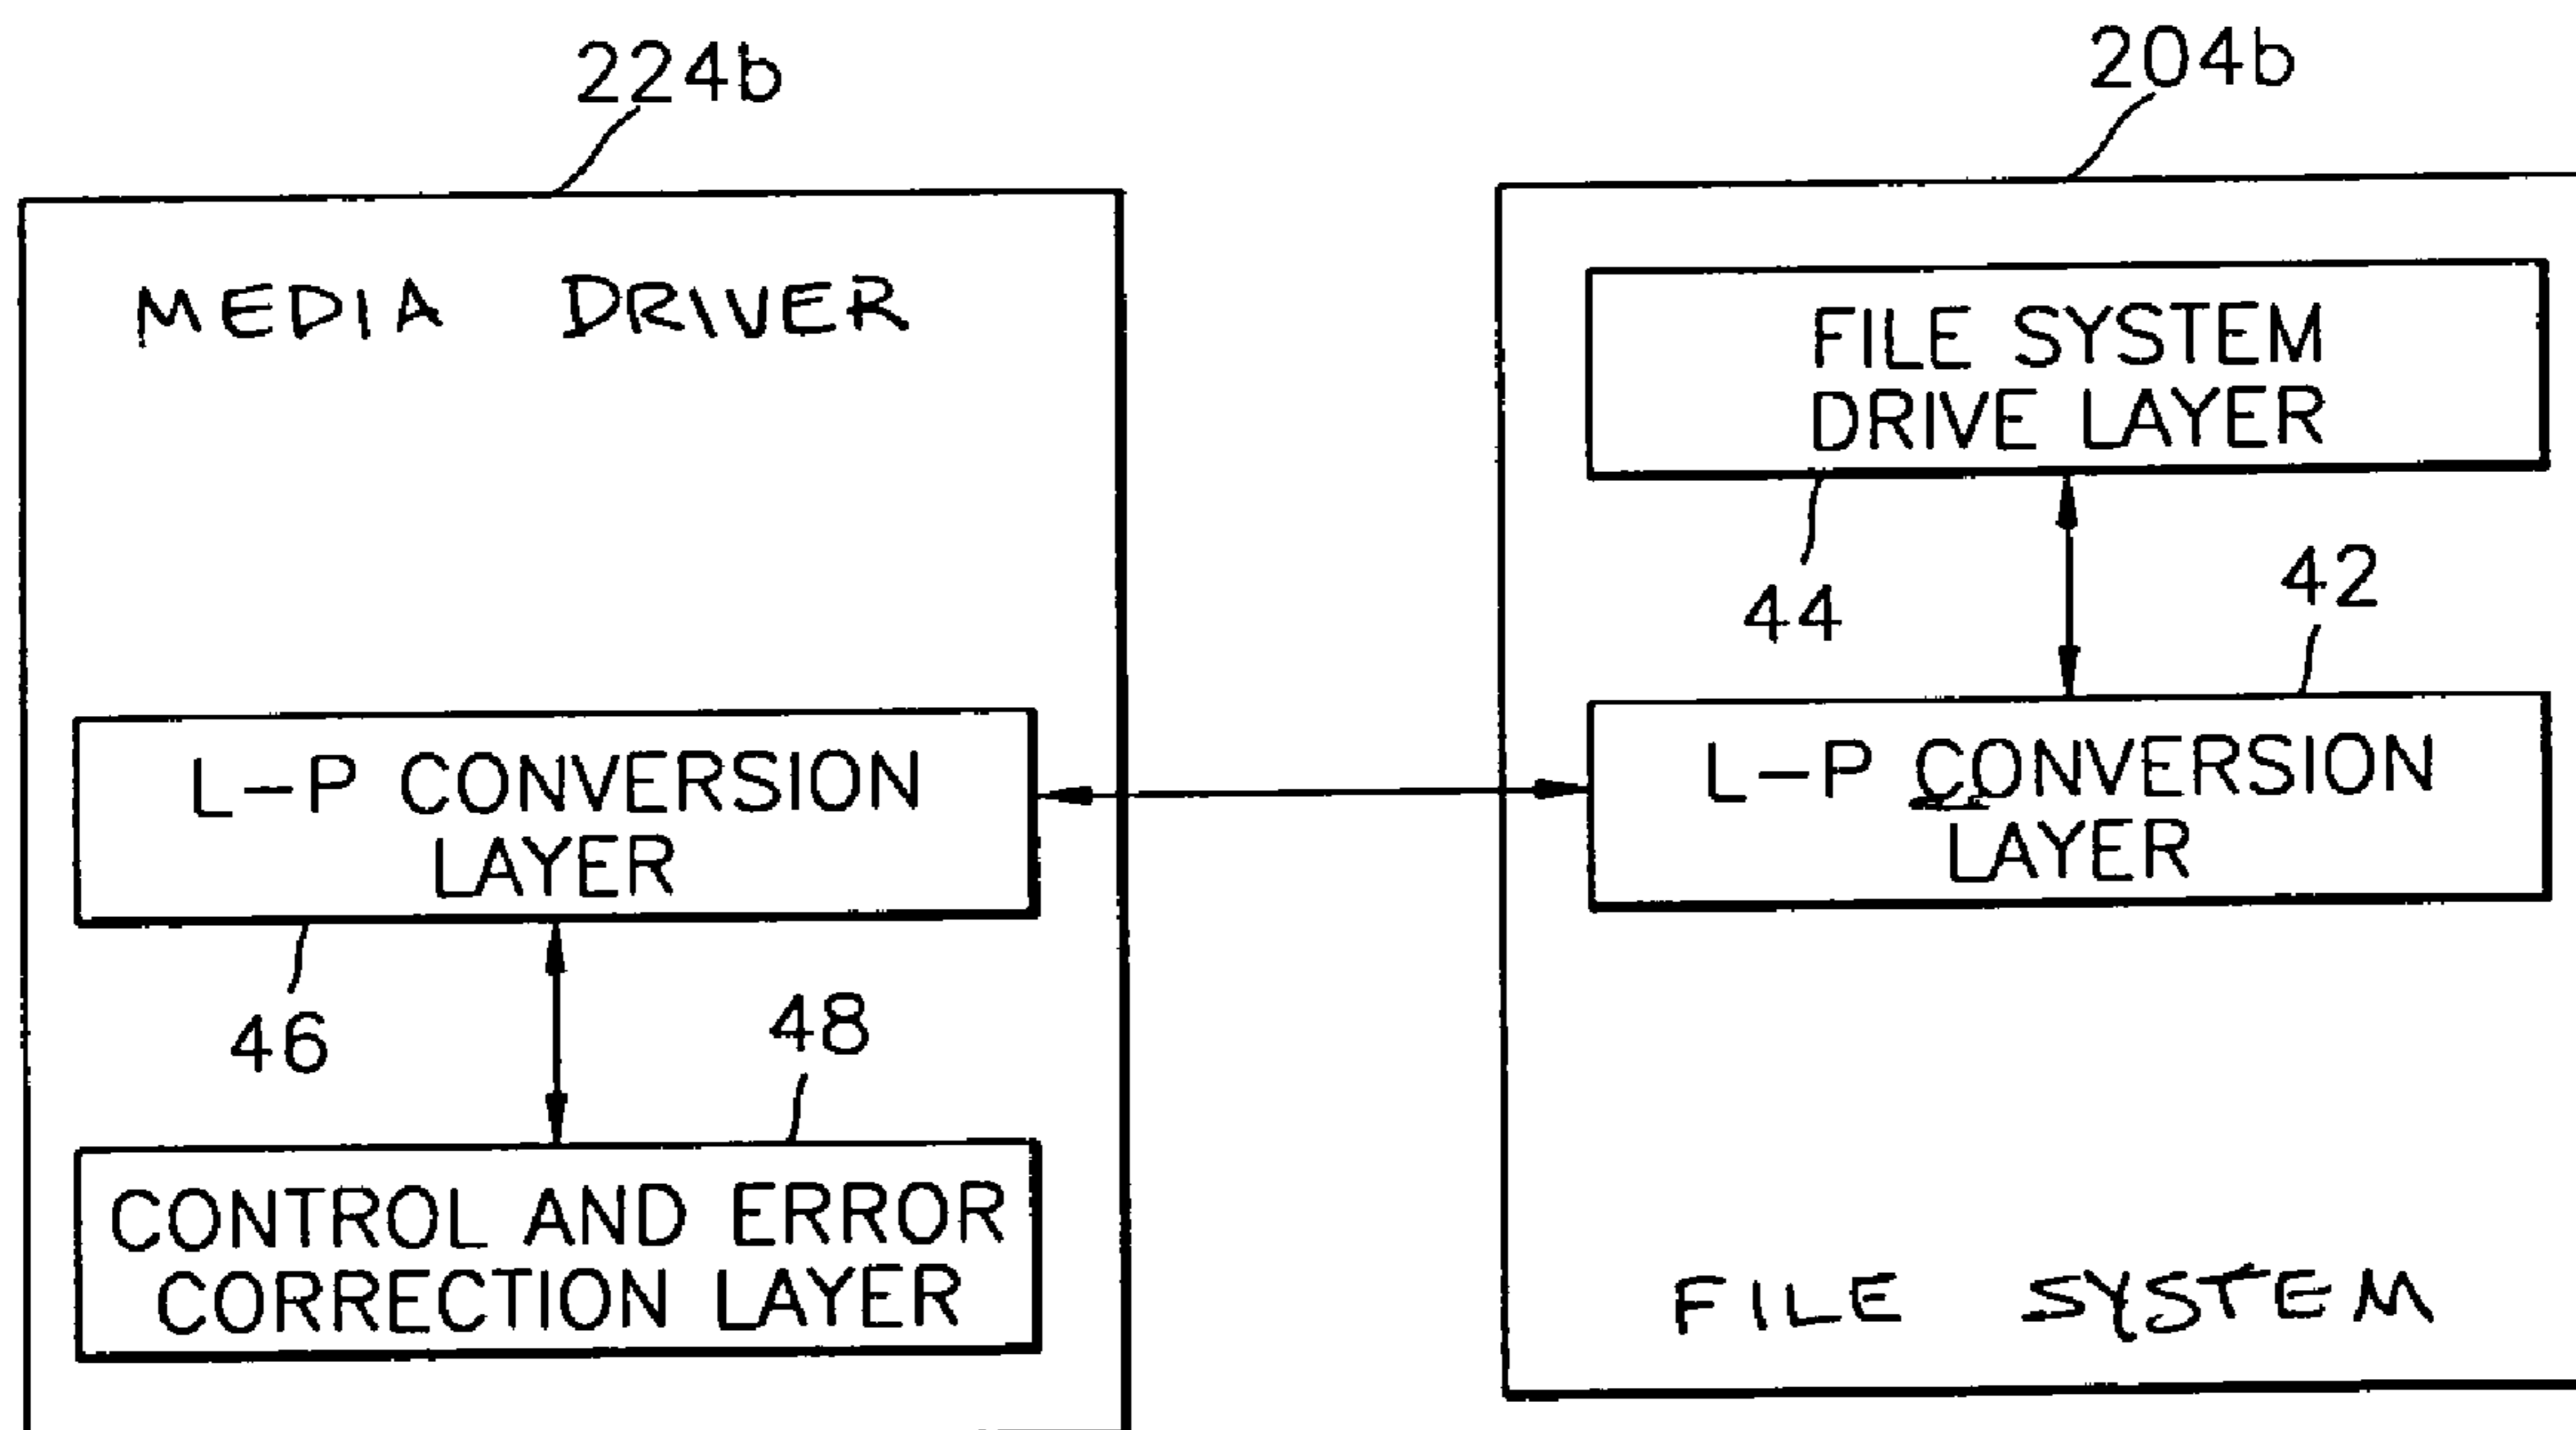 224b
MEDIA DRIVER
L-P CONVERSION
LAYER
46
48
CONTROL AND ERROR
CORRECTION LAYER
204b
FILE SYSTEM
DRIVE LAYER
44
42
L-P CONVERSION
LAYER
FILE SYSTEM